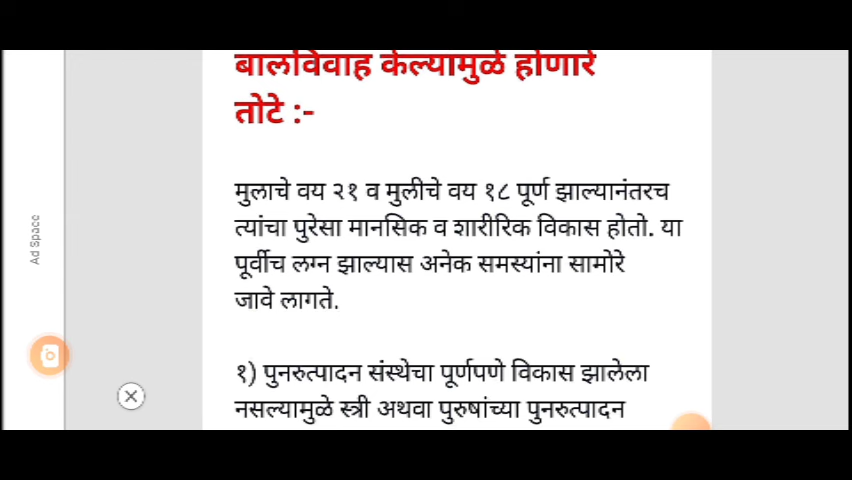 बालविवाह केल्यामुळे होणारे
तोटे :-
मुलाचे वय २१ व मुलीचे वय १८ पूर्ण झाल्यानंतरच
त्यांचा पुरेसा मानसिक व शारीरिक विकास होतो. या
पूर्वीच लग्न झाल्यास अनेक समस्यांना सामोरे
जावे लागते.
१) पुनरुत्पादन संस्थेचा पूर्णपणे विकास झालेला
नसल्यामुळे स्त्री अथवा पुरुषांच्या पुनरुत्पादन
Ad Space